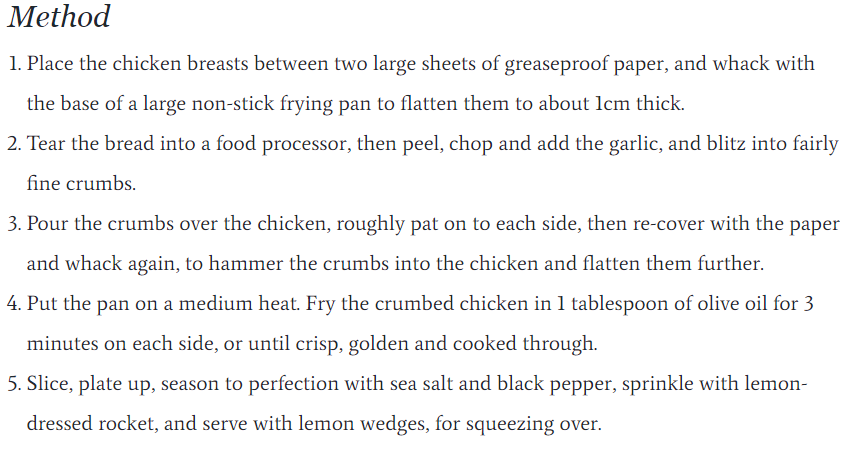 Method
1. Place the chicken breasts between two large sheets of greaseproof paper, and whack with
the base of a large non-stick frying pan to flatten them to about 1cm thick.
2. Tear the bread into a food processor, then peel, chop and add the garlic, and blitz into fairly
fine crumbs.
3. Pour the crumbs over the chicken, roughly pat on to each side, then re-cover with the paper
and whack again, to hammer the crumbs into the chicken and flatten them further.
4. Put the pan on a medium heat. Fry the crumbed chicken in 1 tablespoon of olive oil for 3
minutes on each side, or until crisp, golden and cooked through.
5. Slice, plate up, season to perfection with sea salt and black pepper, sprinkle with lemon-
dressed rocket, and serve with lemon wedges, for squeezing over.